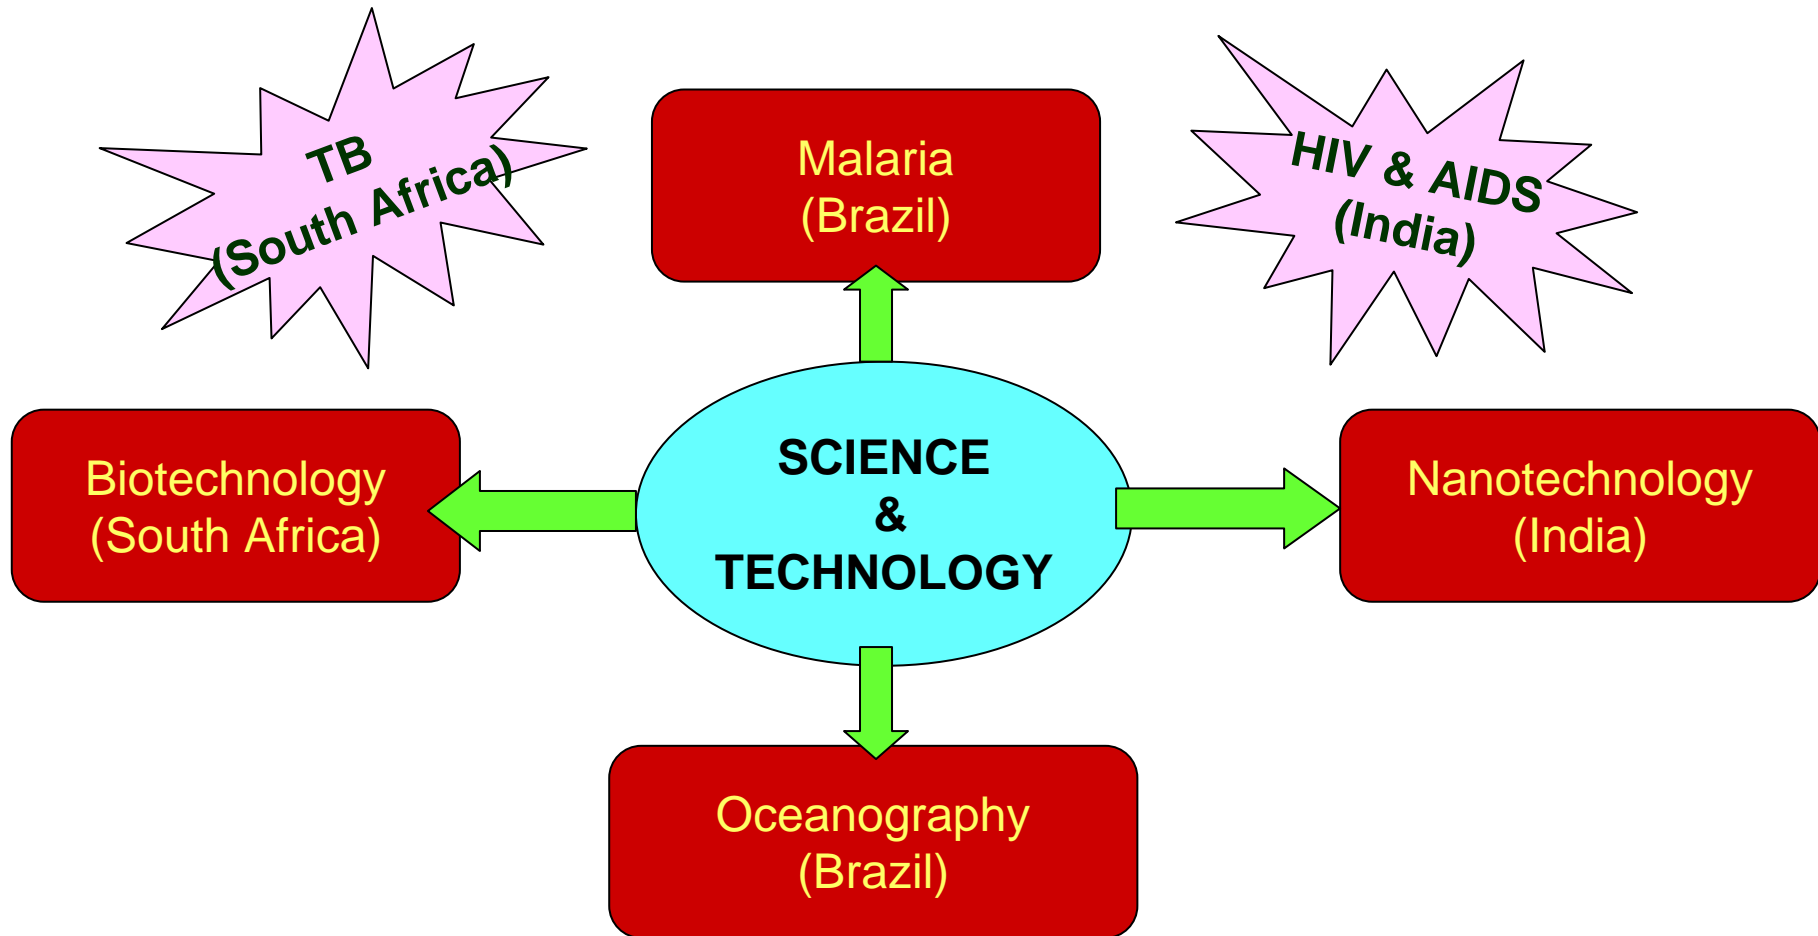 TB
(South Africa)
Malaria
(Brazil)
HIV & AIDS
(India)
Biotechnology
(South Africa)
SCIENCE
&
TECHNOLOGY
Nanotechnology
(India)
Oceanography
(Brazil)